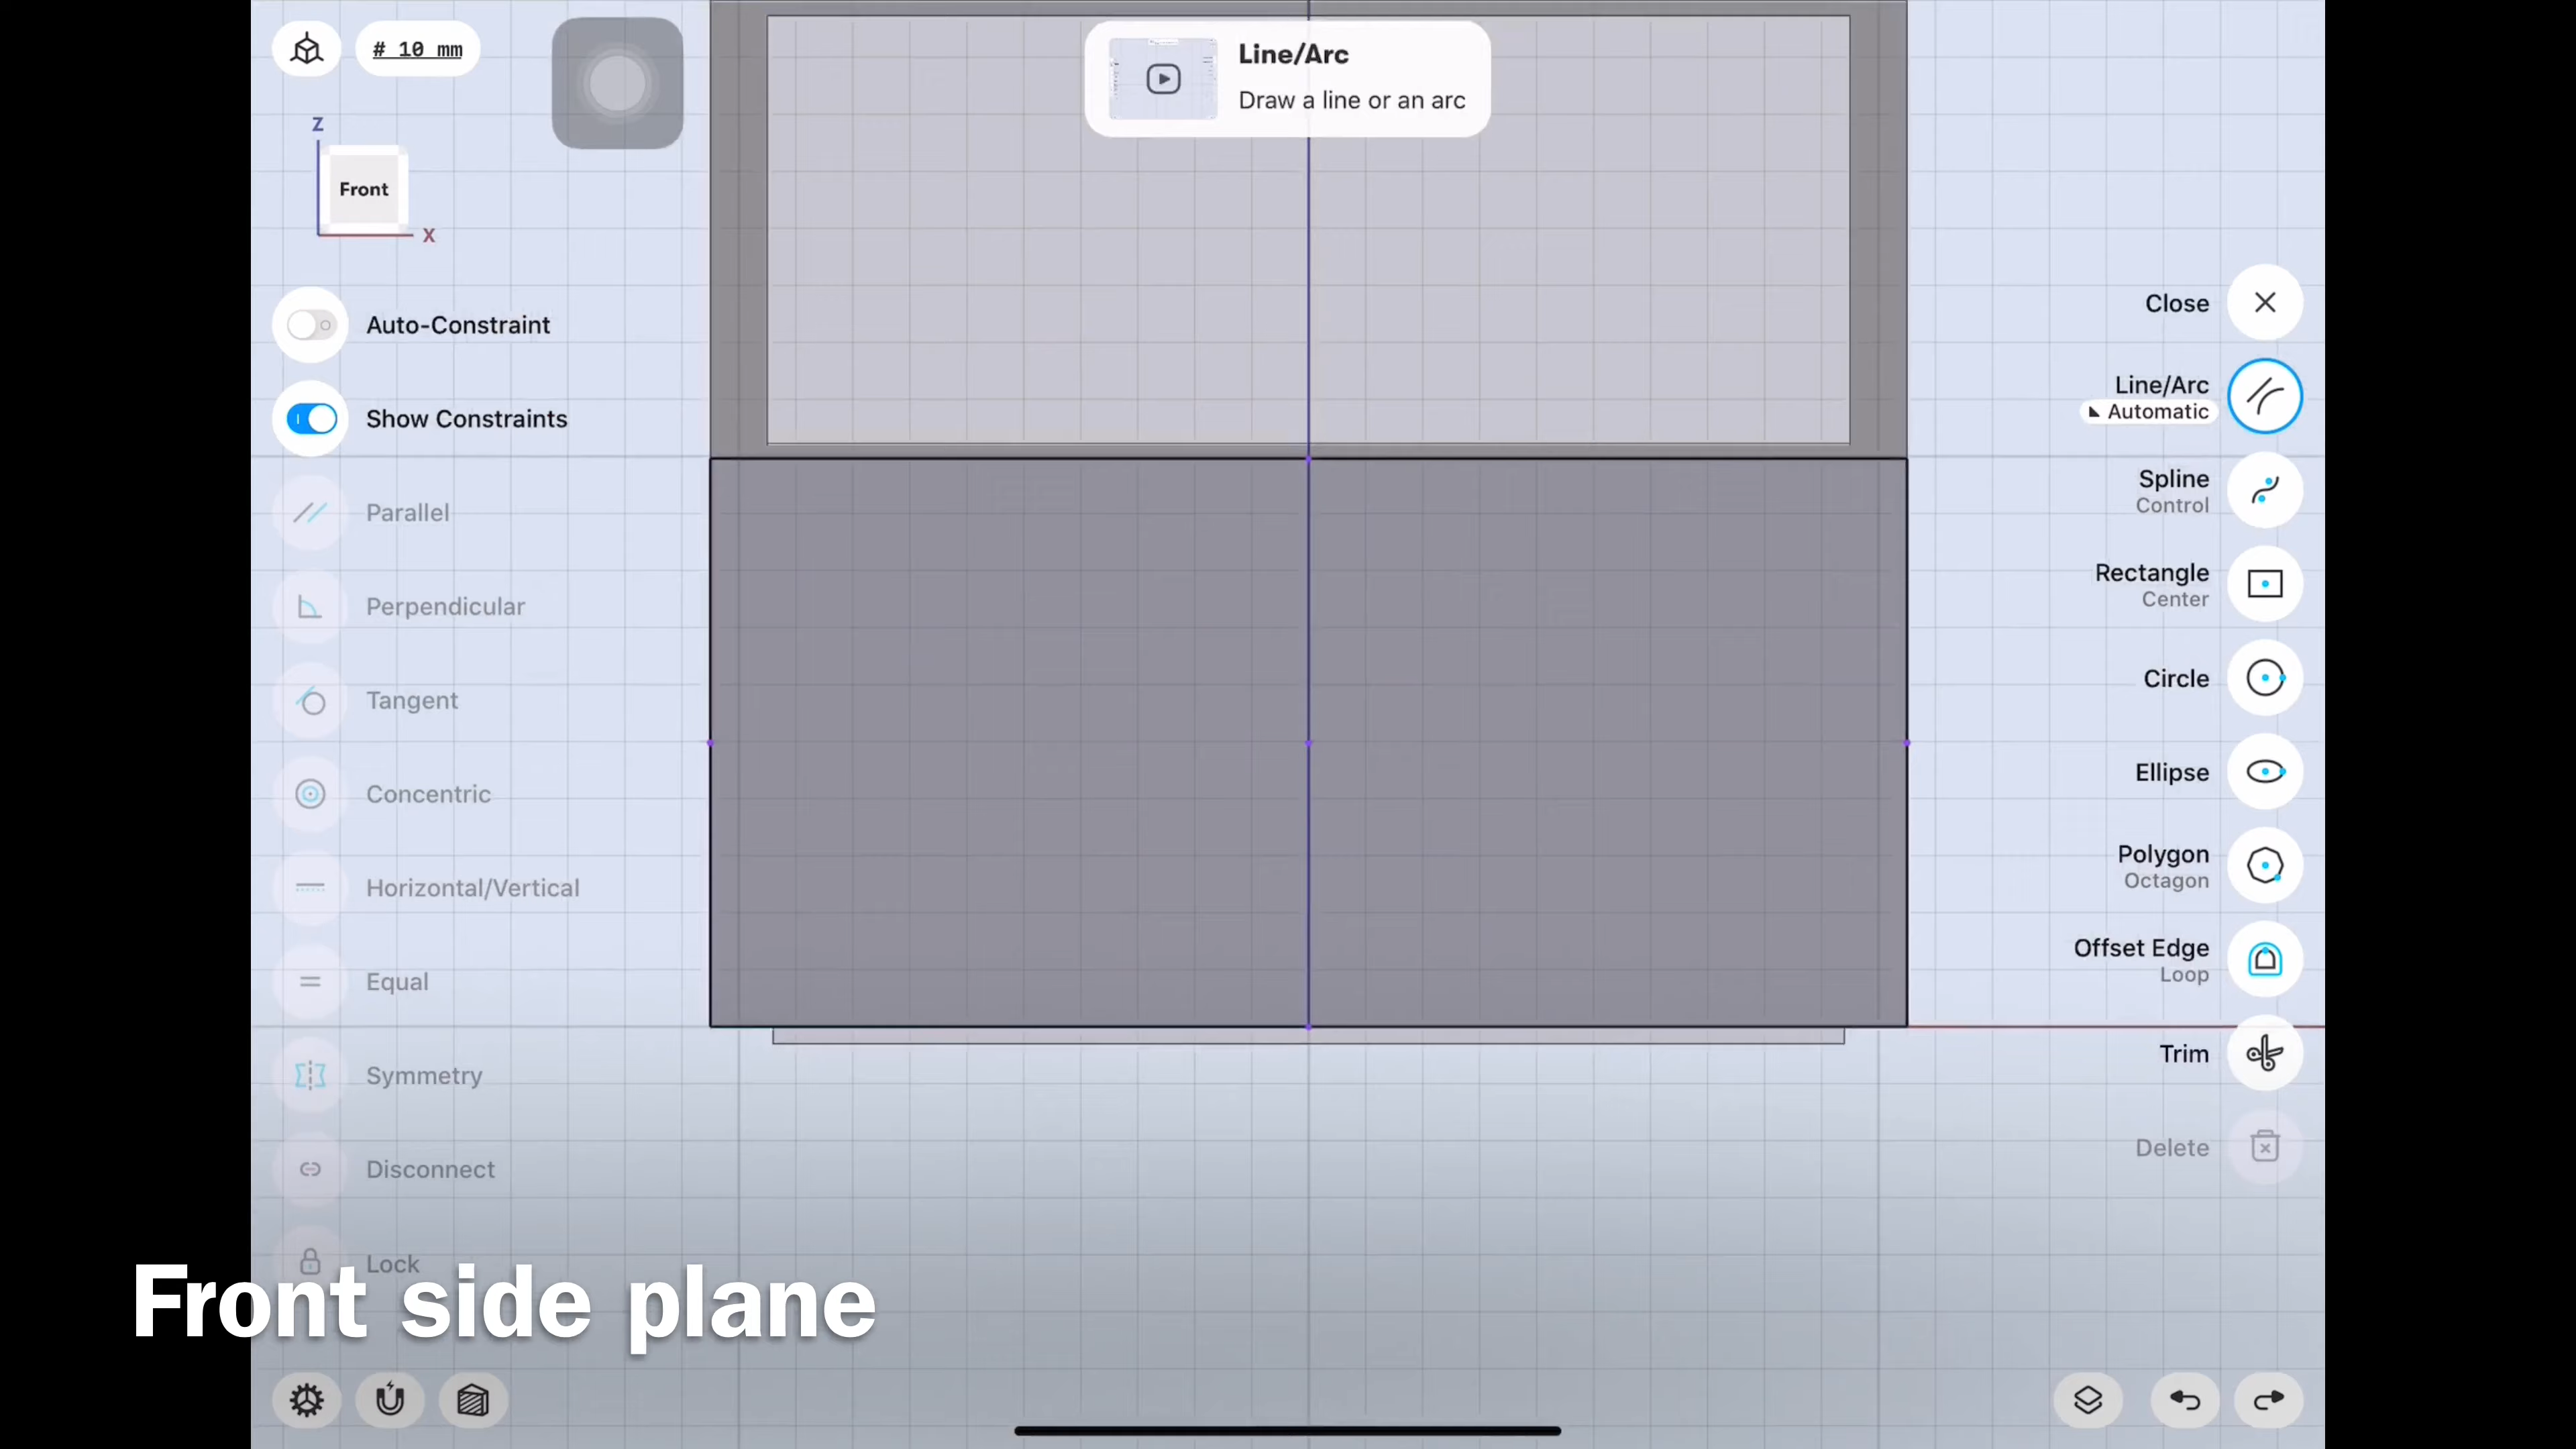 # 10 mm
Line/Arc
Draw a line or an arc
Z
Front
X
Auto-Constraint
Show Constraints
Parallel
Perpendicular
Tangent
Concentric
Horizontal/Vertical
Equal
Symmetry
Disconnect
Lock
Close
Line/Arc
Automatic
Spline
Control
Rectangle
Center
Circle
Ellipse
Polygon
Octagon
Offset Edge
Loop
Trim
Delete
Front side plane